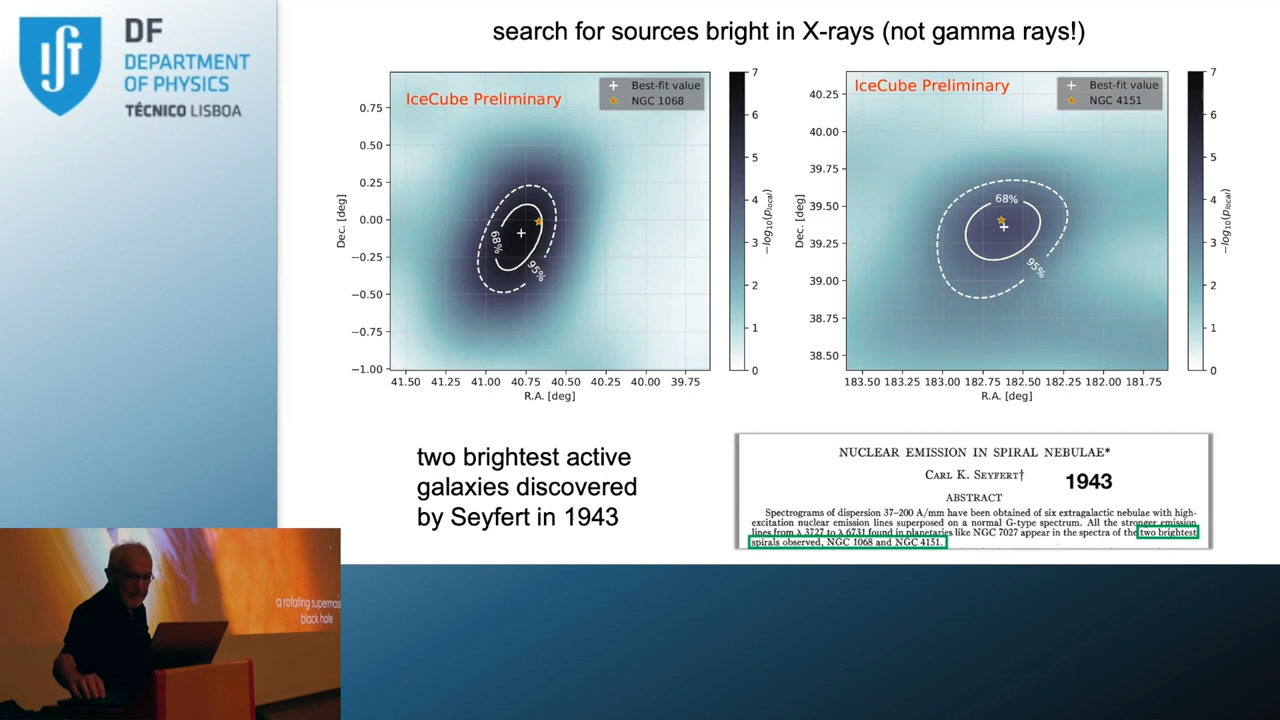 DF
DEPARTMENT
OF PHYSICS
TÉCNICO LISBOA
search for sources bright in X-rays (not gamma rays!)
IceCube Preliminary
Best-fit value
NGC 1068
68%
95%
0.75
0.50
0.25
0.00
−0.25
−0.50
−0.75
−1.00
Dec. [deg]
41.50 41.25 41.00 40.75 40.50 40.25 40.00 39.75
R.A. [deg]
7
6
5
4
3
2
1
0
−log10(plocal)
IceCube Preliminary
Best-fit value
NGC 4151
68%
95%
40.25
40.00
39.75
39.50
39.25
39.00
38.75
38.50
Dec. [deg]
183.50 183.25 183.00 182.75 182.50 182.25 182.00 181.75
R.A. [deg]
7
6
5
4
3
2
1
0
−log10(plocal)
two brightest active
galaxies discovered
by Seyfert in 1943
NUCLEAR EMISSION IN SPIRAL NEBULAE*
CARL K. SEYFERT†
1943
ABSTRACT
Spectrograms of dispersion 37–200 A/mm have been obtained of six extragalactic nebulae with high-
excitation nuclear emission lines superposed on a normal G-type spectrum. All the stronger emission
lines from λ 3727 to λ 6731 found in planetaries like NGC 7027 appear in the spectra of the two brightest
spirals observed, NGC 1068 and NGC 4151.
a rotating supermass
black hole